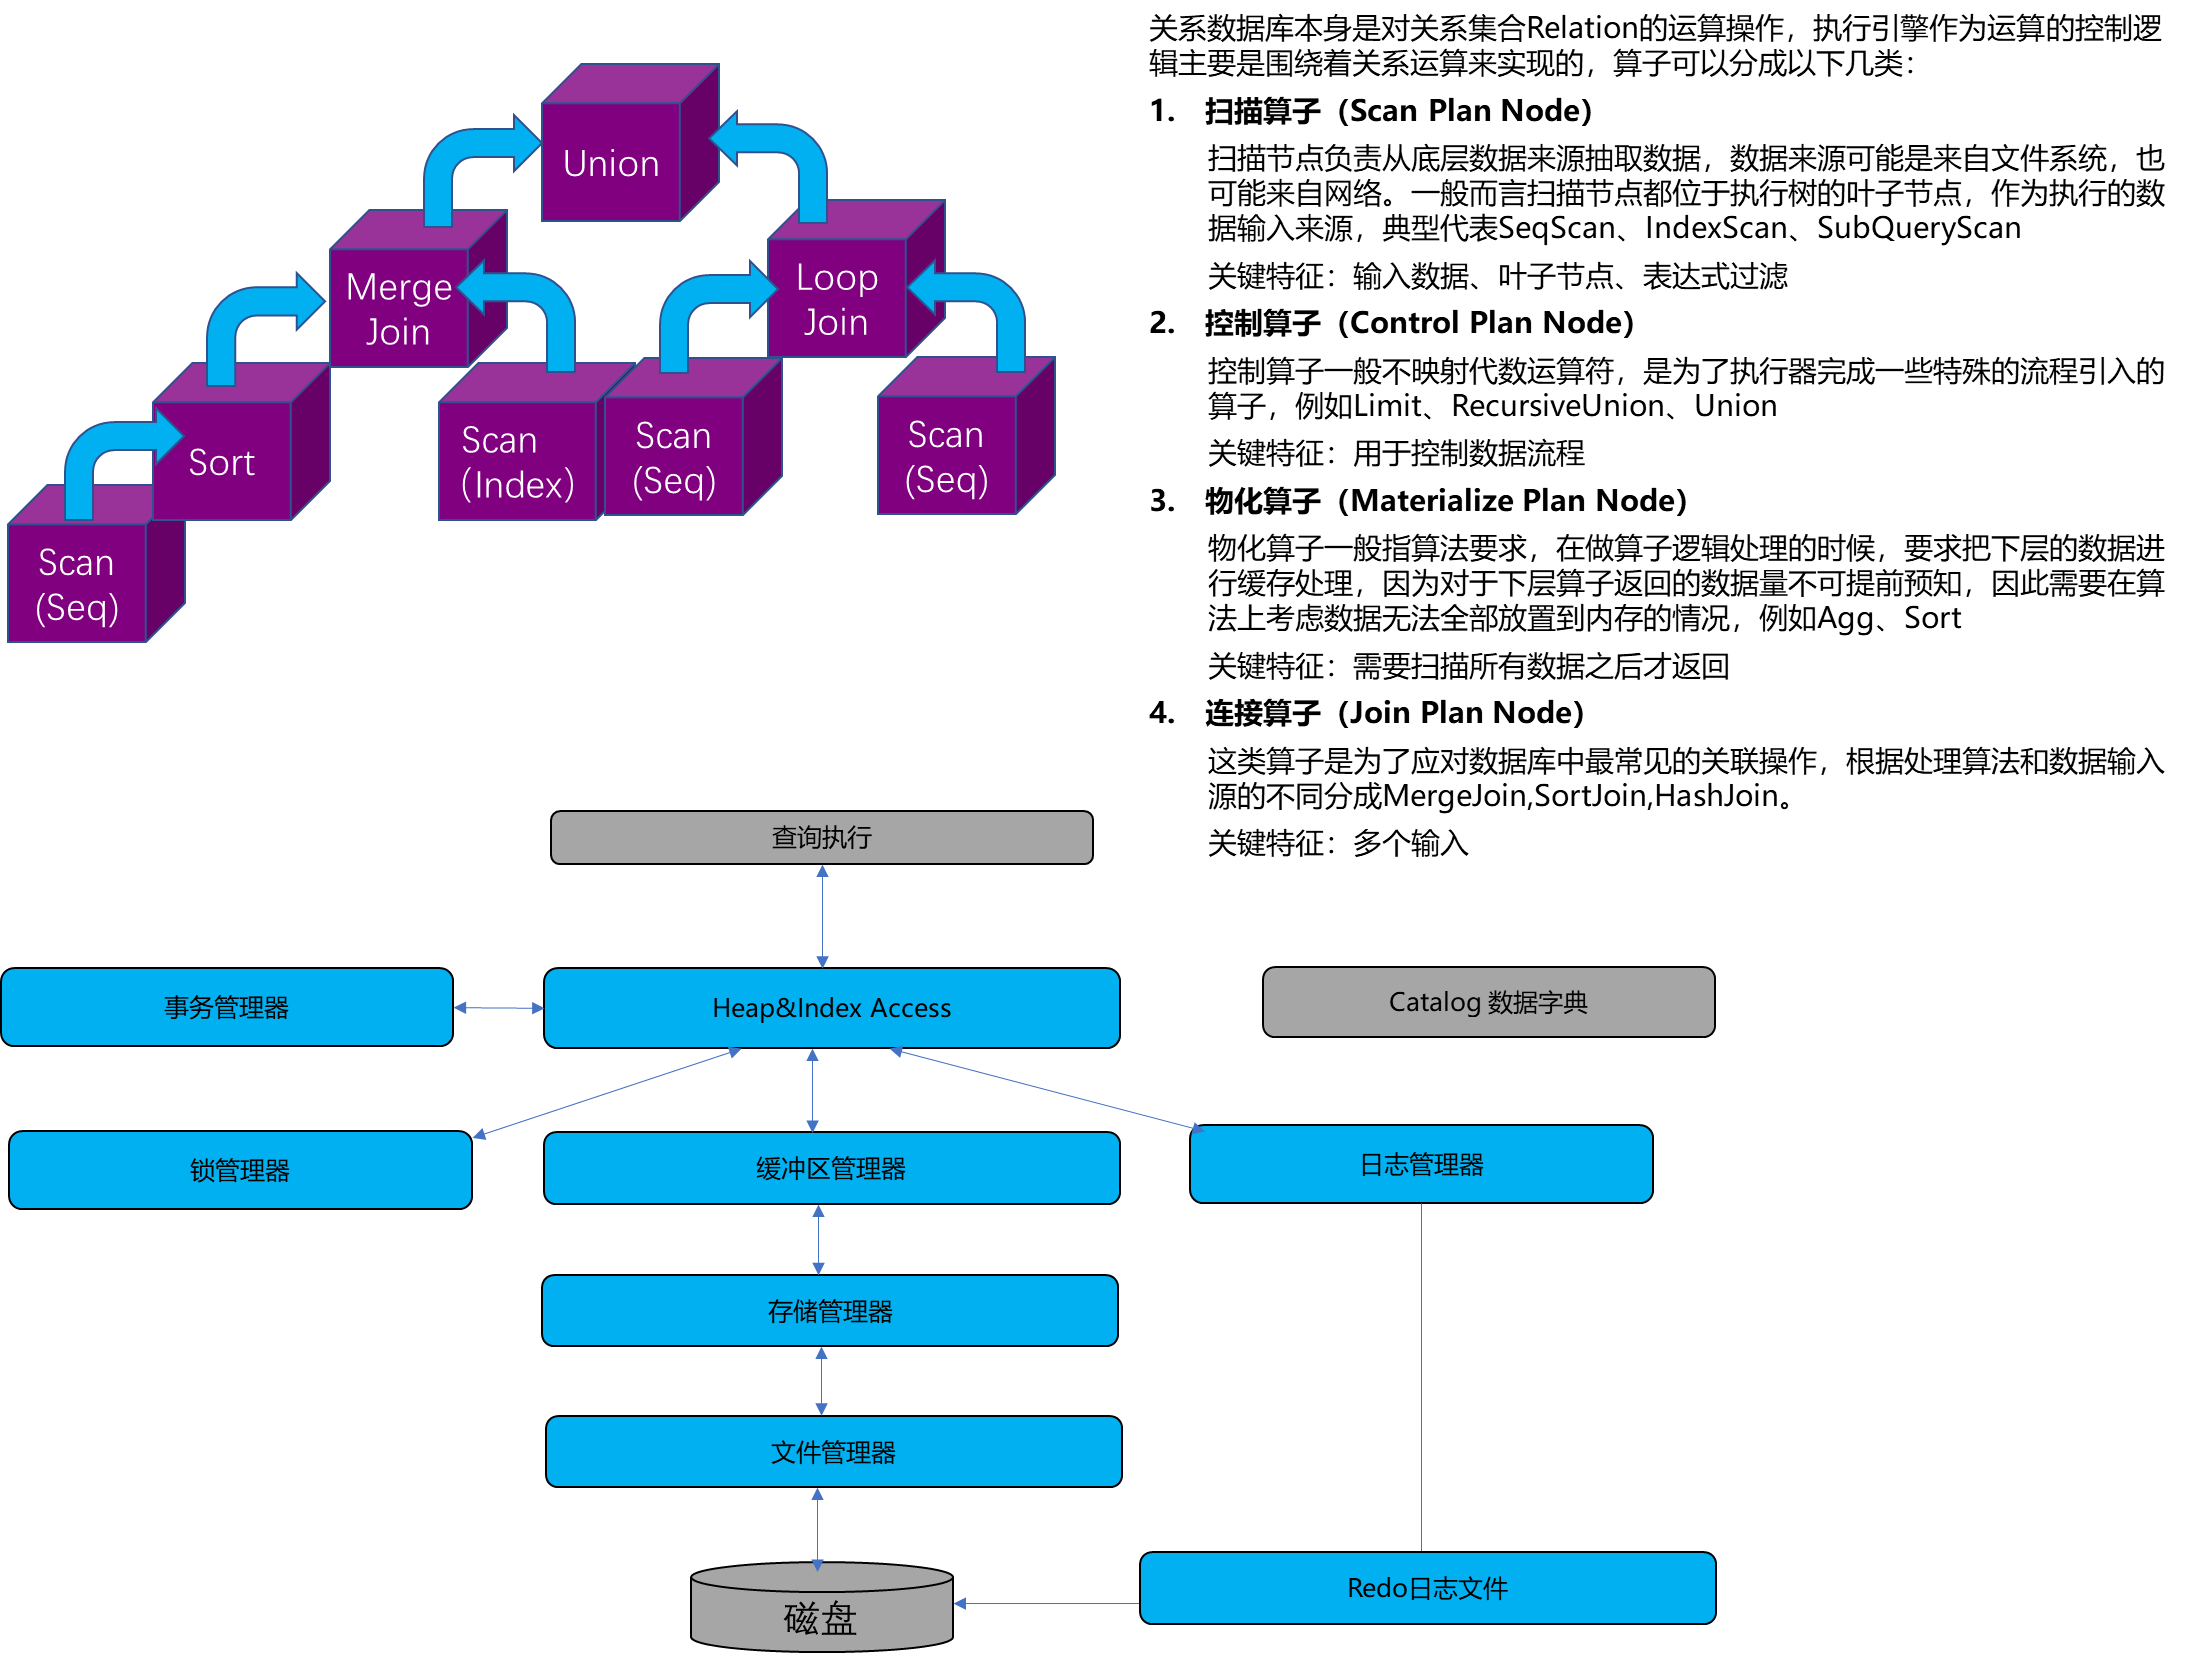 关系数据库本身是对关系集合Relation的运算操作，执行引擎作为运算的控制逻
辑主要是围绕着关系运算来实现的，算子可以分成以下几类：
1. 扫描算子（Scan Plan Node）
扫描节点负责从底层数据来源抽取数据，数据来源可能是来自文件系统，也
可能来自网络。一般而言扫描节点都位于执行树的叶子节点，作为执行的数
据输入来源，典型代表SeqScan、IndexScan、SubQueryScan
关键特征：输入数据、叶子节点、表达式过滤
2. 控制算子（Control Plan Node）
控制算子一般不映射代数运算符，是为了执行器完成一些特殊的流程引入的
算子，例如Limit、RecursiveUnion、Union
关键特征：用于控制数据流程
3. 物化算子（Materialize Plan Node）
物化算子一般指算法要求，在做算子逻辑处理的时候，要求把下层的数据进
行缓存处理，因为对于下层算子返回的数据量不可提前预知，因此需要在算
法上考虑数据无法全部放置到内存的情况，例如Agg、Sort
关键特征：需要扫描所有数据之后才返回
4. 连接算子（Join Plan Node）
这类算子是为了应对数据库中最常见的关联操作，根据处理算法和数据输入
源的不同分成MergeJoin,SortJoin,HashJoin。
关键特征：多个输入
Union
Merge
Join
Loop
Join
Sort
Scan
（Index）
Scan
(Seq)
Scan
(Seq)
Scan
(Seq)
查询执行
事务管理器
Heap&Index Access
Catalog 数据字典
锁管理器
缓冲区管理器
日志管理器
存储管理器
文件管理器
磁盘
Redo日志文件